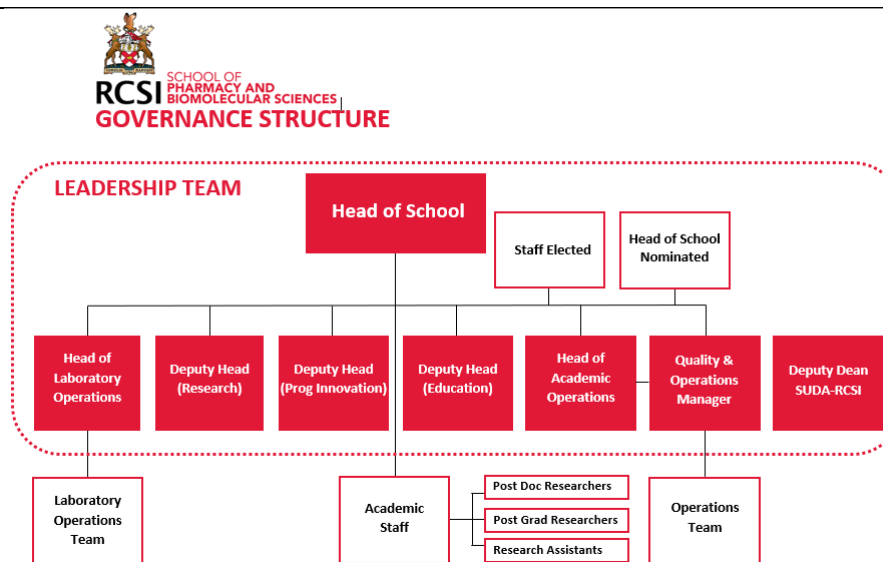 RCSI
SCHOOL OF
PHARMACY AND
BIOMOLECULAR SCIENCES
GOVERNANCE STRUCTURE
LEADERSHIP TEAM
Head of School
Staff Elected
Head of School
Nominated
Head of
Laboratory
Operations
Deputy Head
(Research)
Deputy Head
(Prog Innovation)
Deputy Head
(Education)
Head of
Academic
Operations
Quality &
Operations
Manager
Deputy Dean
SUDA-RCSI
Laboratory
Operations
Team
Academic
Staff
Post Doc Researchers
Post Grad Researchers
Research Assistants
Operations
Team